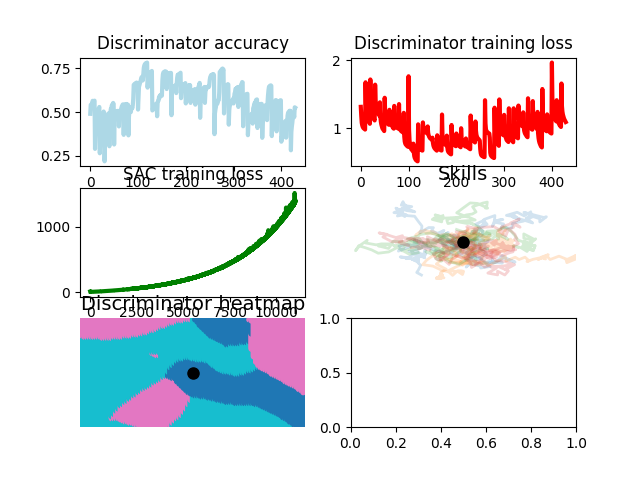 Discriminator accuracy
0.75
0.50
0.25
0 100 200 300 400
Discriminator training loss
2
1
0 100 200 300 400
SAC training loss
1000
0
0 2500 5000 7500 10000
Skills
Discriminator heatmap
1.0
0.5
0.0
0.0 0.2 0.4 0.6 0.8 1.0